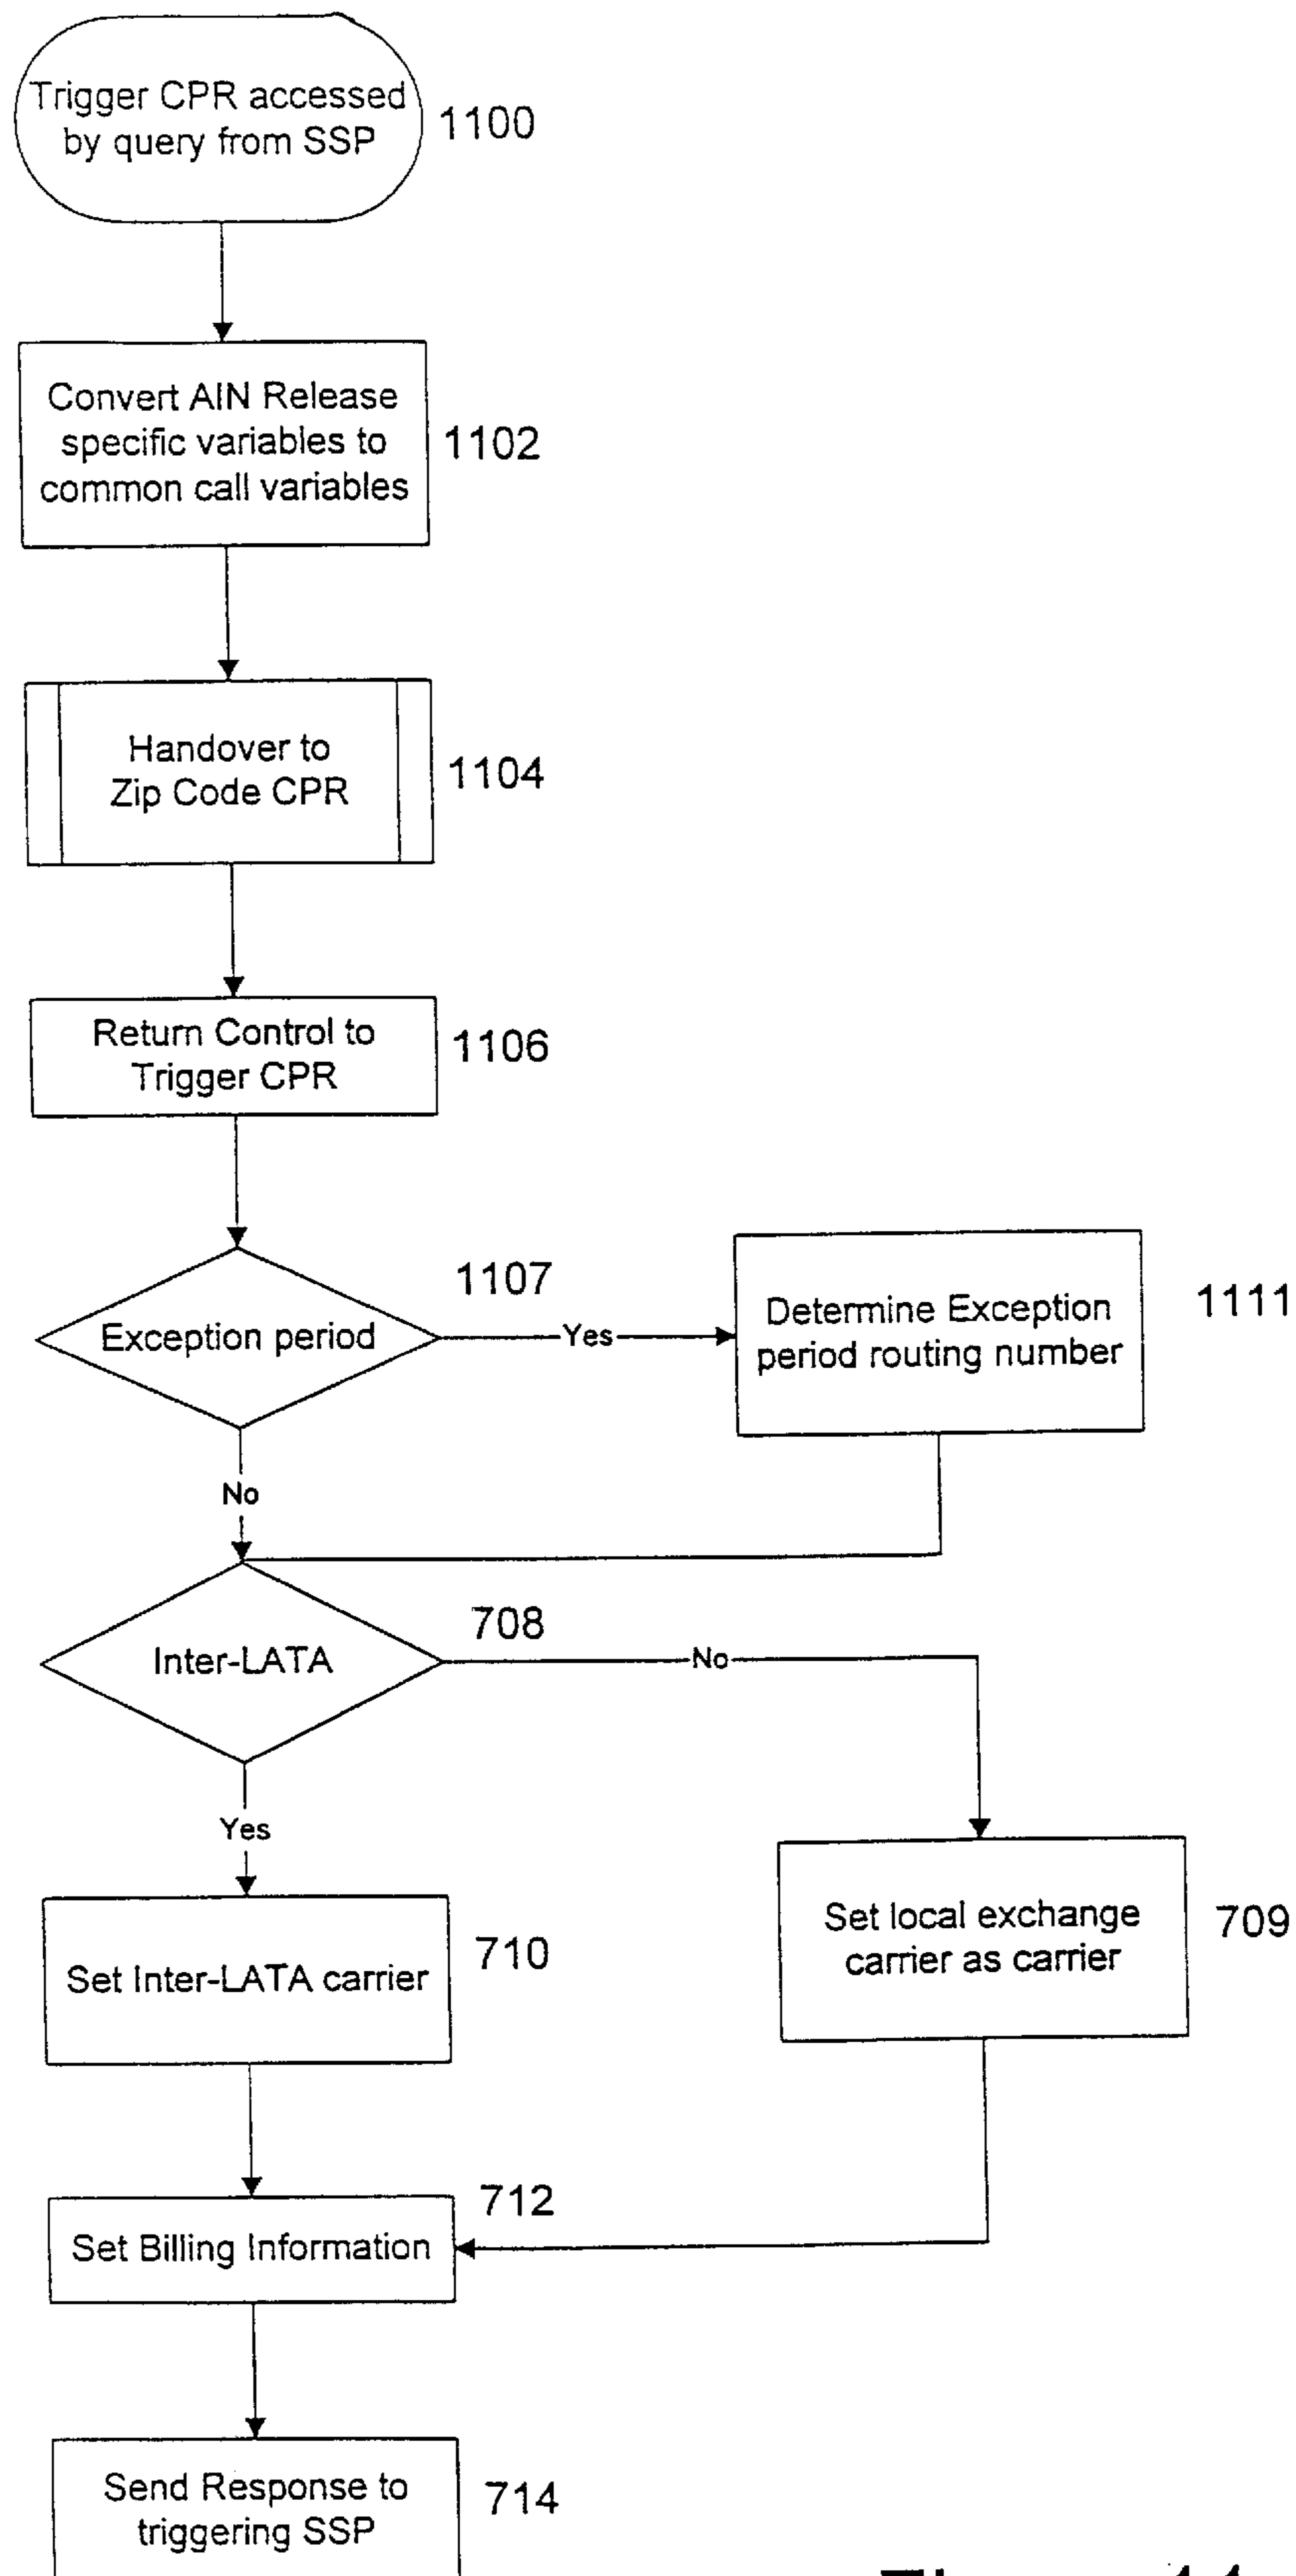 Trigger CPR accessed
by query from SSP
1100
Convert AIN Release
specific variables to
common call variables
1102
Handover to
Zip Code CPR
1104
Return Control to
Trigger CPR
1106
Exception period
1107
Yes
Determine Exception
period routing number
1111
No
Inter-LATA
708
No
Yes
Set Inter-LATA carrier
710
Set local exchange
carrier as carrier
709
Set Billing Information
712
Send Response to
triggering SSP
714